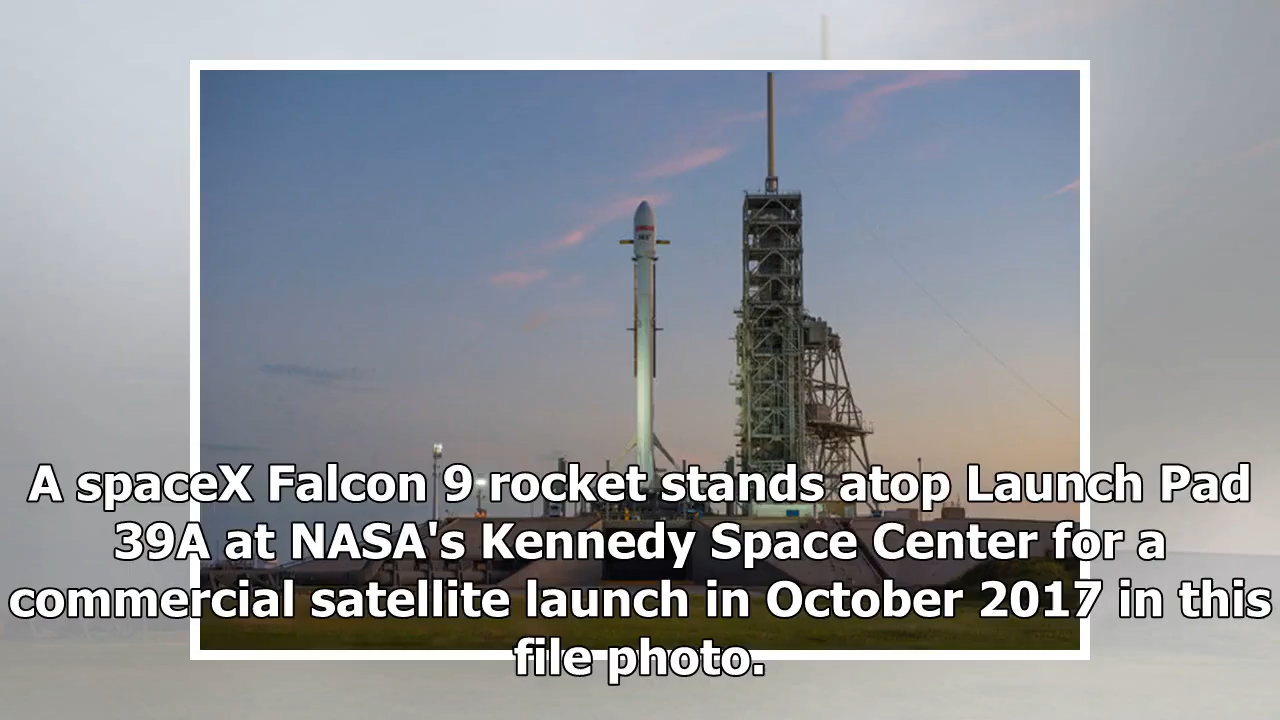 A spaceX Falcon 9 rocket stands atop Launch Pad
39A at NASA's Kennedy Space Center for a
commercial satellite launch in October 2017 in this
file photo.